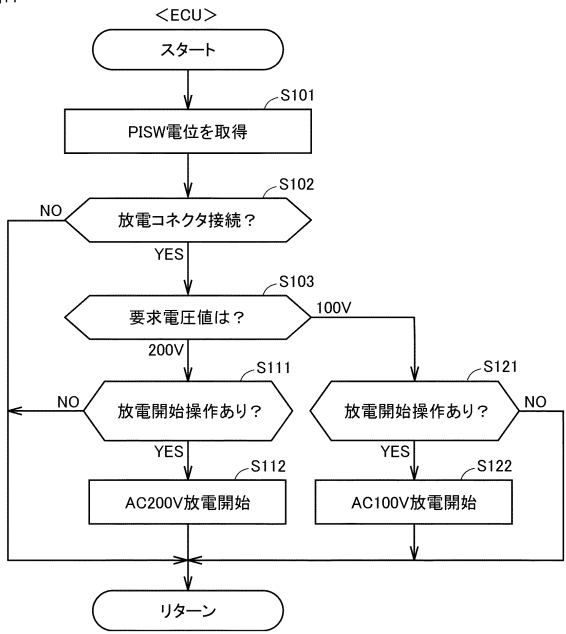 <ECU>
スタート
S101
PISW電位を取得
S102
放電コネクタ接続？
NO
YES
S103
要求電圧値は？
100V
200V
S111
放電開始操作あり？
NO
YES
S121
放電開始操作あり？
NO
YES
S112
AC200V放電開始
S122
AC100V放電開始
リターン